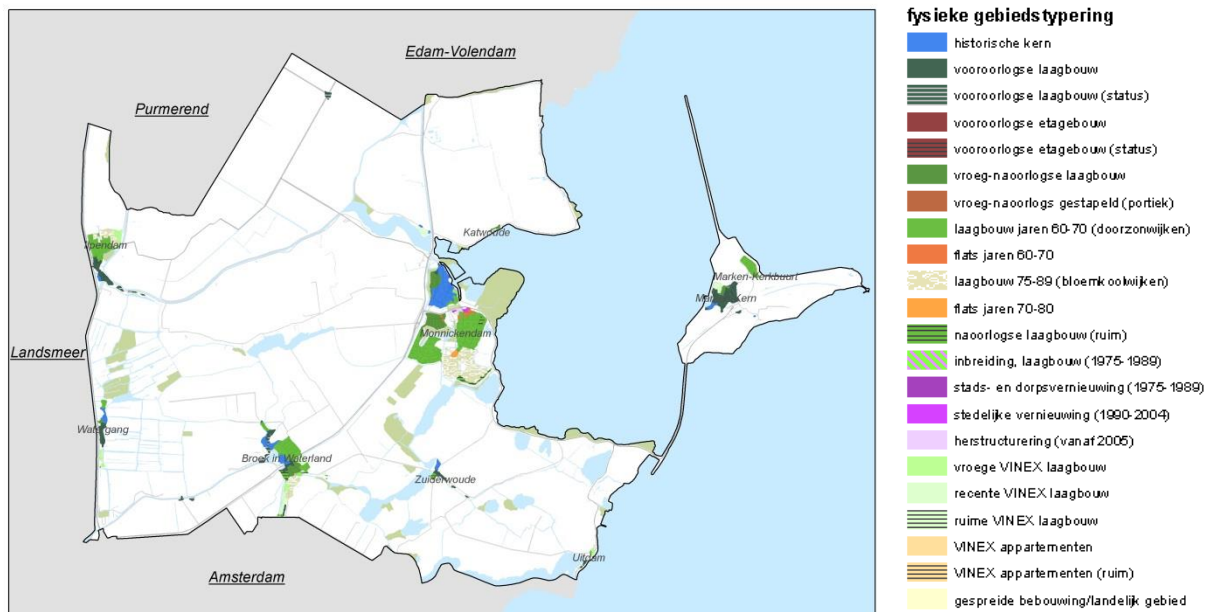 fysieke gebiedstypering
historische kern
vooroorlogse laagbouw
vooroorlogse laagbouw (status)
vooroorlogse etagebouw
vooroorlogse etagebouw (status)
vroeg-naoorlogse laagbouw
vroeg-naoorlogs gestapeld (portiek)
laagbouw jaren 60-70 (doorzonwijken)
flats jaren 60-70
laagbouw 75-89 (bloemkoolwijken)
flats jaren 70-80
naoorlogse laagbouw (ruim)
inbreiding, laagbouw (1975-1989)
stads- en dorpsvernieuwing (1975-1989)
stedelijke vernieuwing (1990-2004)
herstructurering (vanaf 2005)
vroege VINEX laagbouw
recente VINEX laagbouw
ruime VINEX laagbouw
VINEX appartementen
VINEX appartementen (ruim)
gespreide bebouwing/landelijk gebied
Edam-Volendam
Purmerend
Katwoude
Ilpendam
Marken-Kerkbuurt
Marken-Kern
Monnickendam
Landsmeer
Watergang
Broek in Waterland
Zuiderwoude
Uitdam
Amsterdam